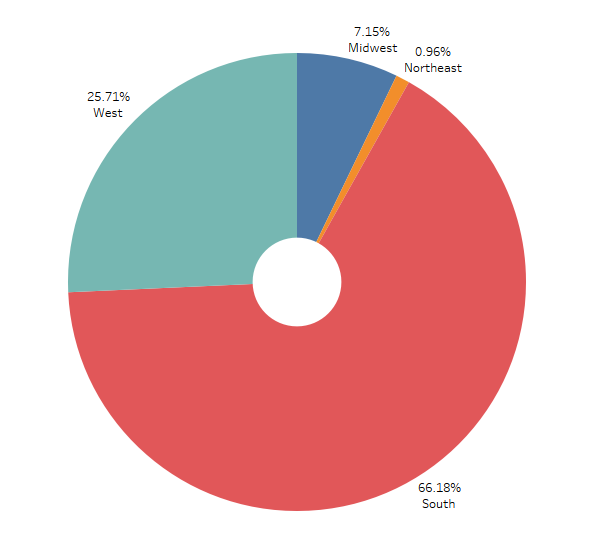 7.15%
Midwest
0.96%
Northeast
25.71%
West
66.18%
South